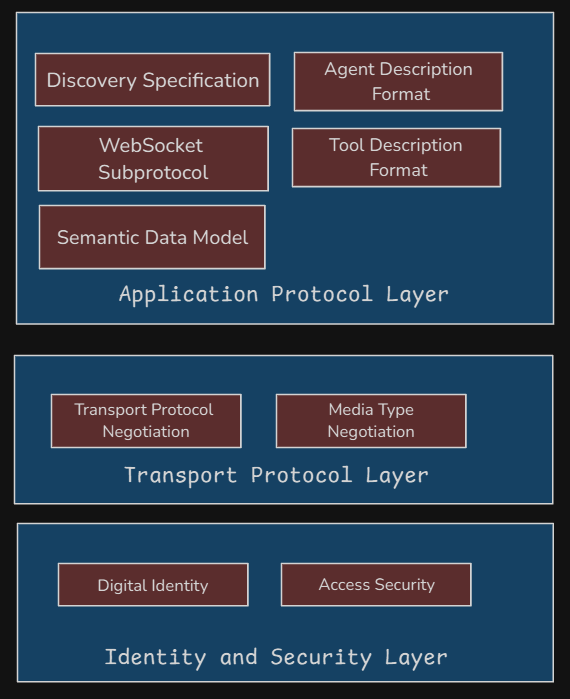 Discovery Specification
Agent Description
Format
WebSocket
Subprotocol
Tool Description
Format
Semantic Data Model
Application Protocol Layer
Transport Protocol
Negotiation
Media Type
Negotiation
Transport Protocol Layer
Digital Identity
Access Security
Identity and Security Layer